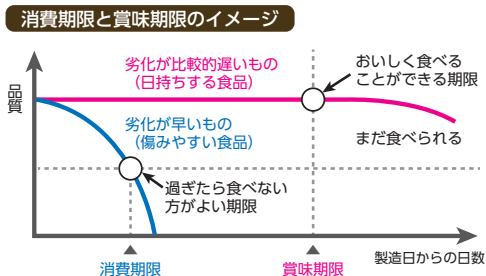 消費期限と賞味期限のイメージ
品質
劣化が比較的遅いもの
（日持ちする食品）
おいしく食べる
ことができる期限
劣化が早いもの
（傷みやすい食品）
まだ食べられる
過ぎたら食べない
方がよい期限
製造日からの日数
消費期限
賞味期限